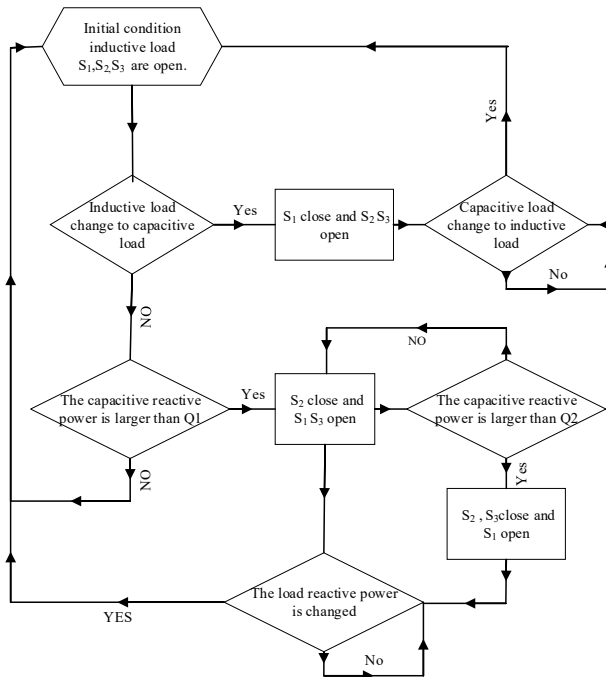 Initial condition
inductive load
S₁,S₂,S₃ are open.
Yes
Inductive load
change to capacitive
load
Yes
S₁ close and S₂ S₃
open
Capacitive load
change to inductive
load
No
NO
NO
The capacitive reactive
power is larger than Q1
Yes
S₂ close and
S₁ S₃ open
The capacitive reactive
power is larger than Q2
NO
Yes
S₂ , S₃close and
S₁ open
The load reactive power
is changed
YES
No